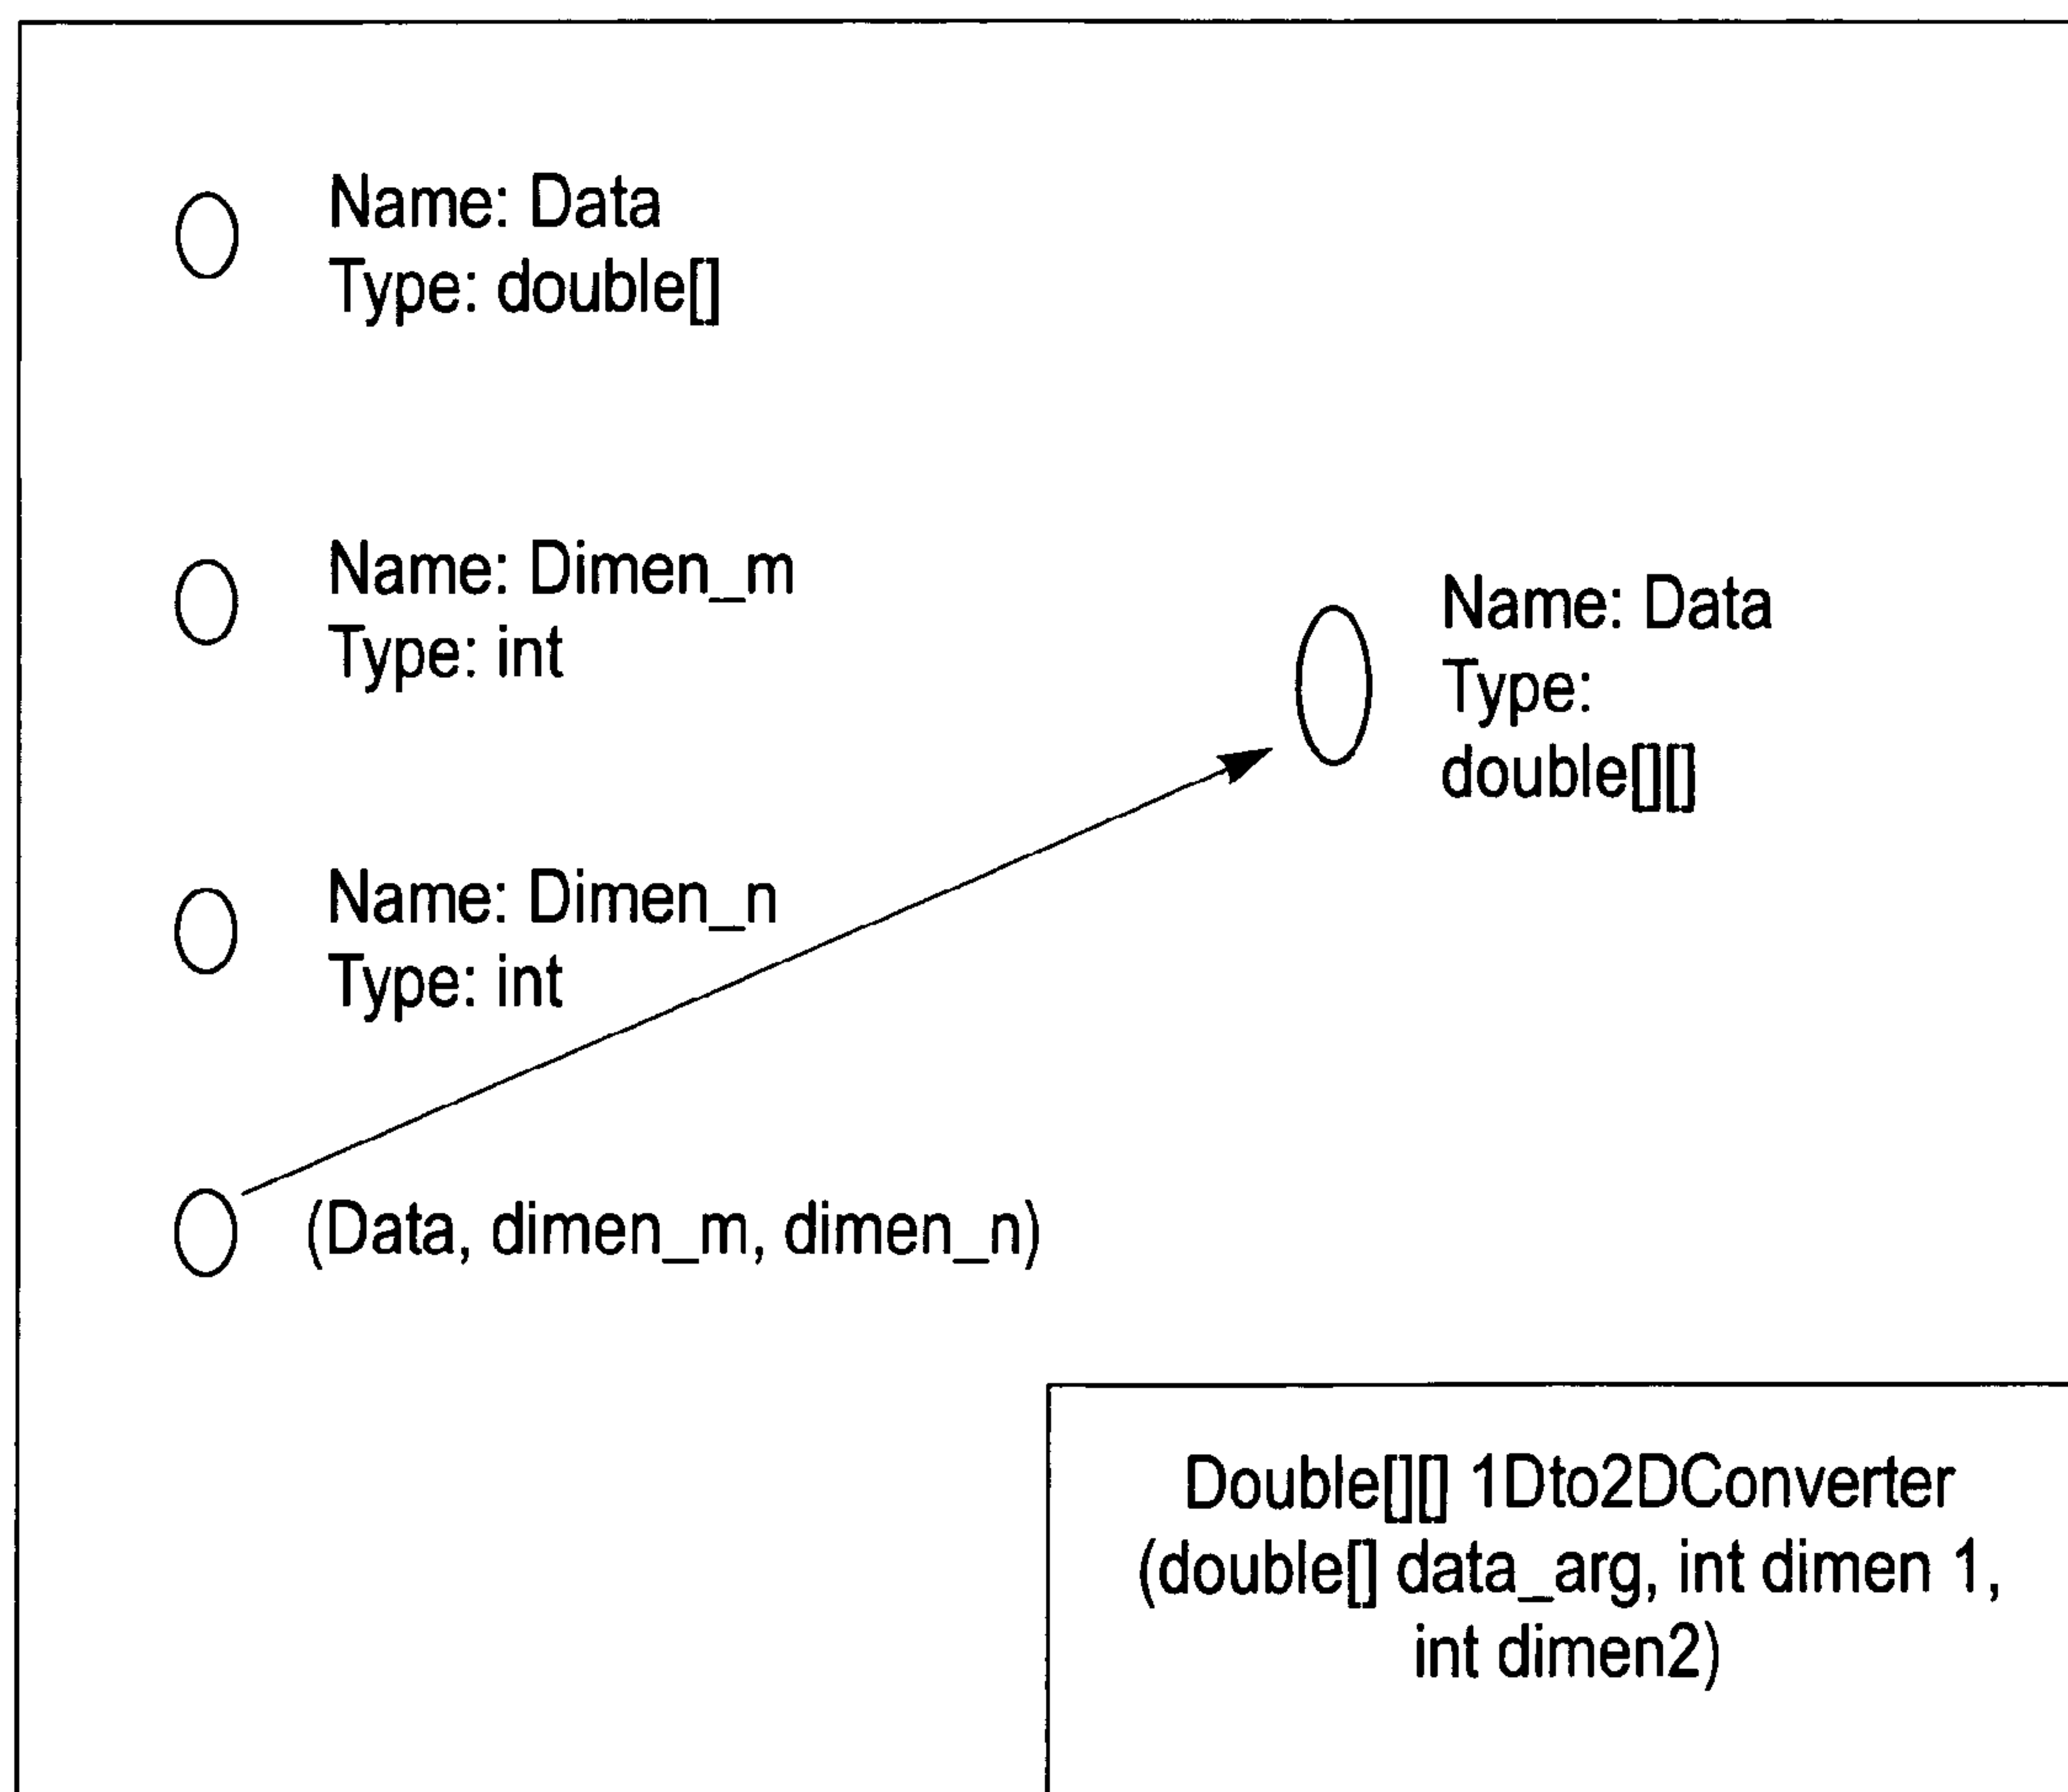 Name: Data
Type: double[]
Name: Dimen_m
Type: int
Name: Data
Type:
double[][]
Name: Dimen_n
Type: int
(Data, dimen_m, dimen_n)
Double[][] 1Dto2DConverter
(double[] data_arg, int dimen 1,
int dimen2)